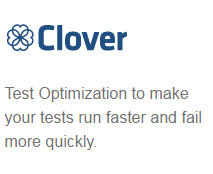 Clover
Test Optimization to make
your tests run faster and fail
more quickly.